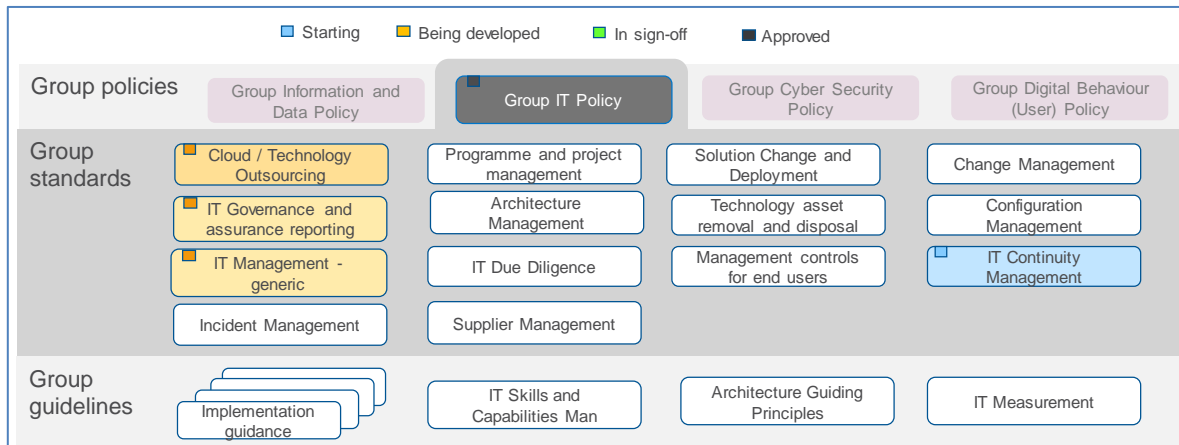 Starting
Being developed
In sign-off
Approved
Group policies
Group Information and
Data Policy
Group IT Policy
Group Cyber Security
Policy
Group Digital Behaviour
(User) Policy
Group
standards
Cloud / Technology
Outsourcing
Programme and project
management
Solution Change and
Deployment
Change Management
IT Governance and
assurance reporting
Architecture
Management
Technology asset
removal and disposal
Configuration
Management
IT Management -
generic
IT Due Diligence
Management controls
for end users
IT Continuity
Management
Incident Management
Supplier Management
Group
guidelines
Implementation
guidance
IT Skills and
Capabilities Man
Architecture Guiding
Principles
IT Measurement